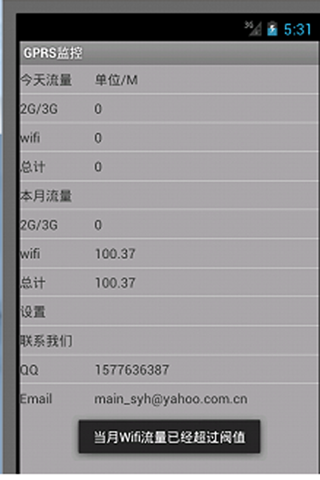 3G 5:31
GPRS监控
今天流量 单位/M
2G/3G 0
wifi 0
总计 0
本月流量
2G/3G 0
wifi 100.37
总计 100.37
设置
联系我们
QQ 1577636387
Email main_syh@yahoo.com.cn
当月Wifi流量已经超过阀值